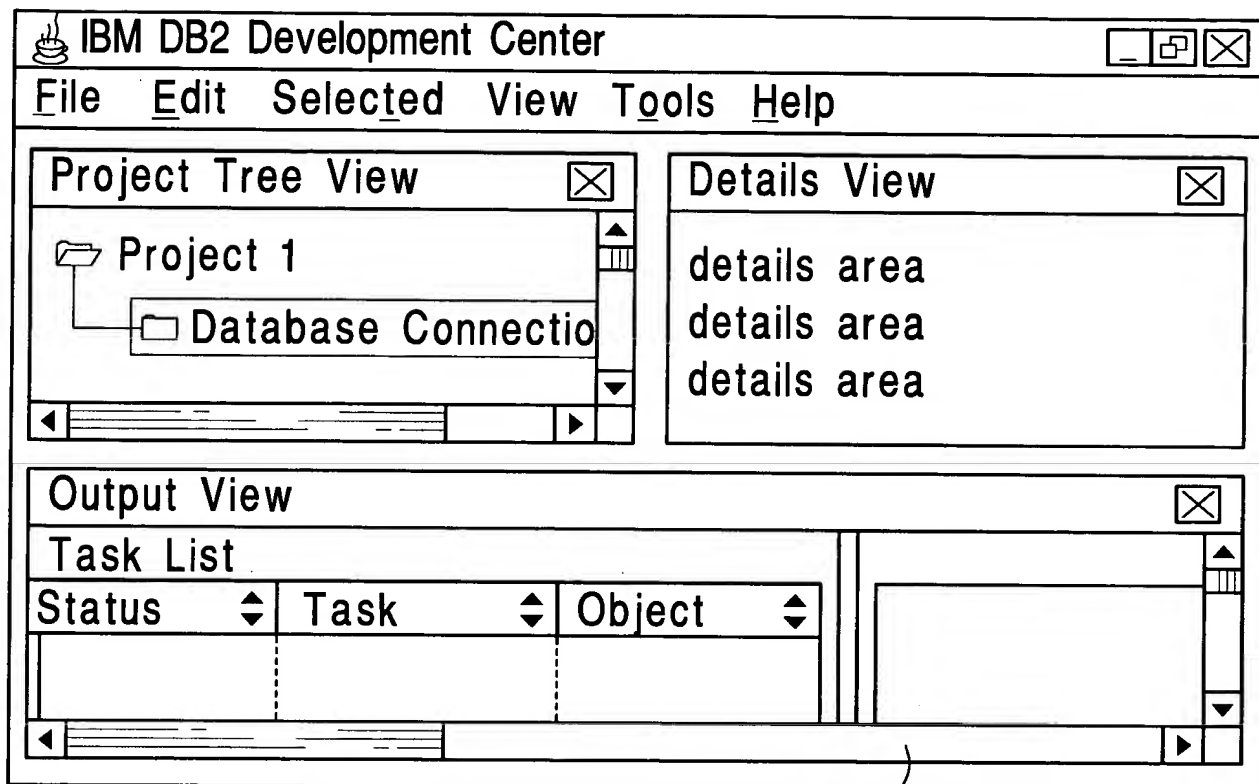 IBM DB2 Development Center
File Edit Selected View Tools Help
Project Tree View
Project 1
Database Connectio
Details View
details area
details area
details area
Output View
Task List
Status Task Object